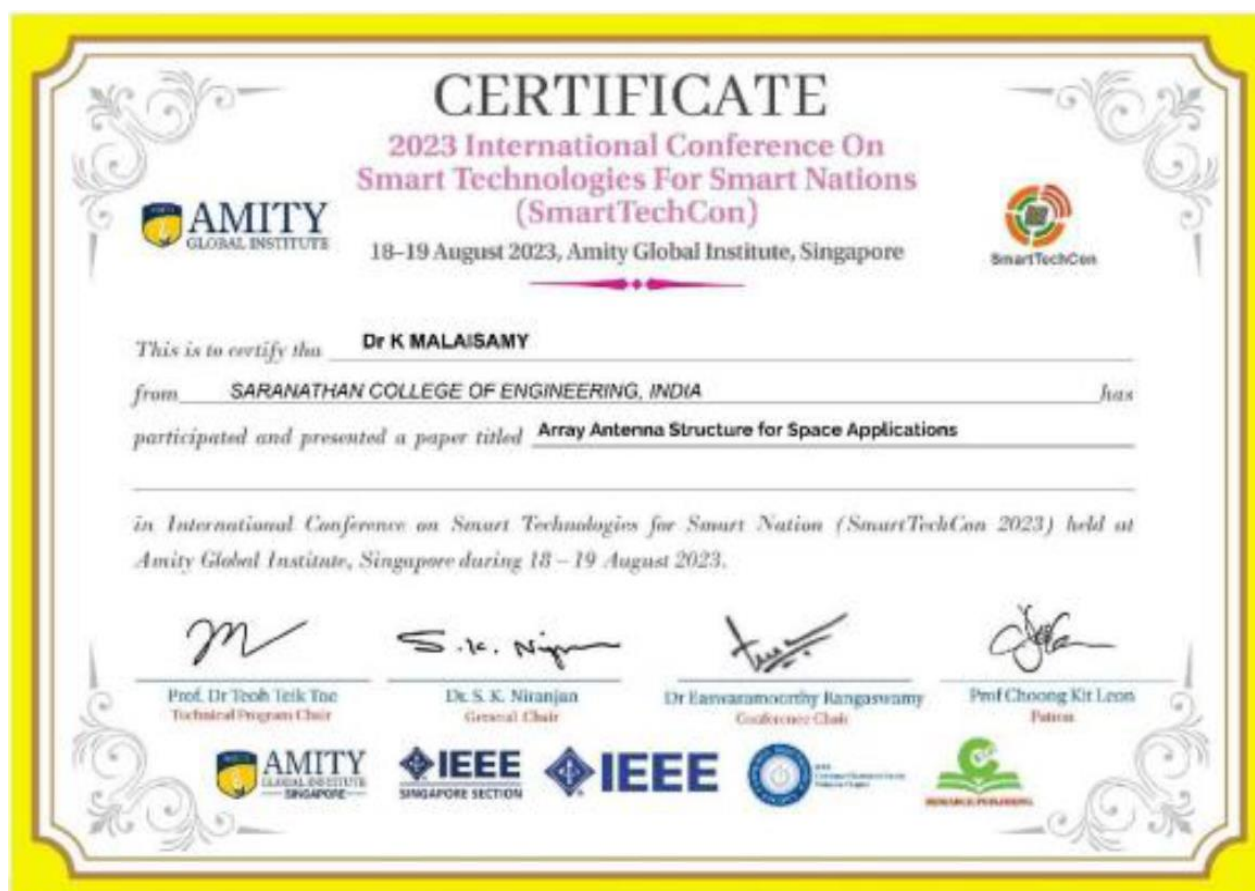 CERTIFICATE
2023 International Conference On
Smart Technologies For Smart Nations
(SmartTechCon)
AMITY
GLOBAL INSTITUTE
SmartTechCon
18–19 August 2023, Amity Global Institute, Singapore
This is to certify tha Dr K MALAISAMY
from SARANATHAN COLLEGE OF ENGINEERING, INDIA has
participated and presented a paper titled Array Antenna Structure for Space Applications
in International Conference on Smart Technologies for Smart Nation (SmartTechCon 2023) held at
Amity Global Institute, Singapore during 18 – 19 August 2023.
S. K. Nir
Prof. Dr Teoh Teik Toe Dr. S. K. Niranjan Dr Easwaramoorthy Rangaswamy Prof Choong Kit Leon
Technical Program Chair General Chair Conference Chair Patron
AMITY
GLOBAL INSTITUTE
SINGAPORE
IEEE
SINGAPORE SECTION
IEEE
RESEARCH PUBLISHING